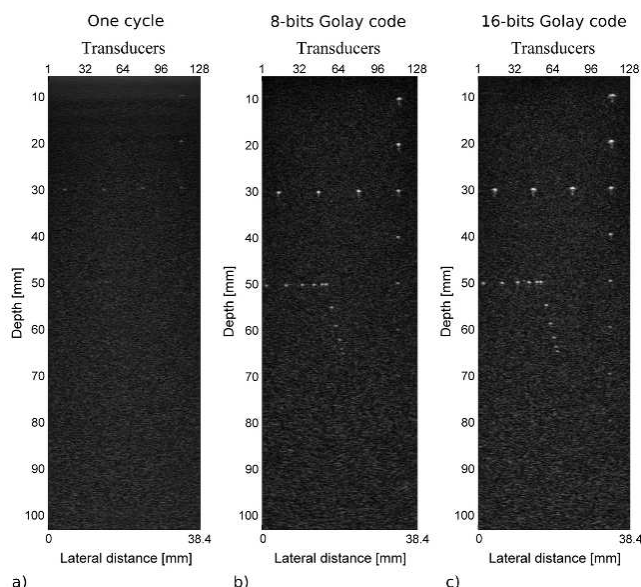 One cycle
Transducers
1 32 64 96 128
10
20
30
40
50
60
70
80
90
100
Depth [mm]
0 38.4
Lateral distance [mm]
a)
8-bits Golay code
Transducers
1 32 64 96 128
10
20
30
40
50
60
70
80
90
100
Depth [mm]
0 38.4
Lateral distance [mm]
b)
16-bits Golay code
Transducers
1 32 64 96 128
10
20
30
40
50
60
70
80
90
100
Depth [mm]
0 38.4
Lateral distance [mm]
c)